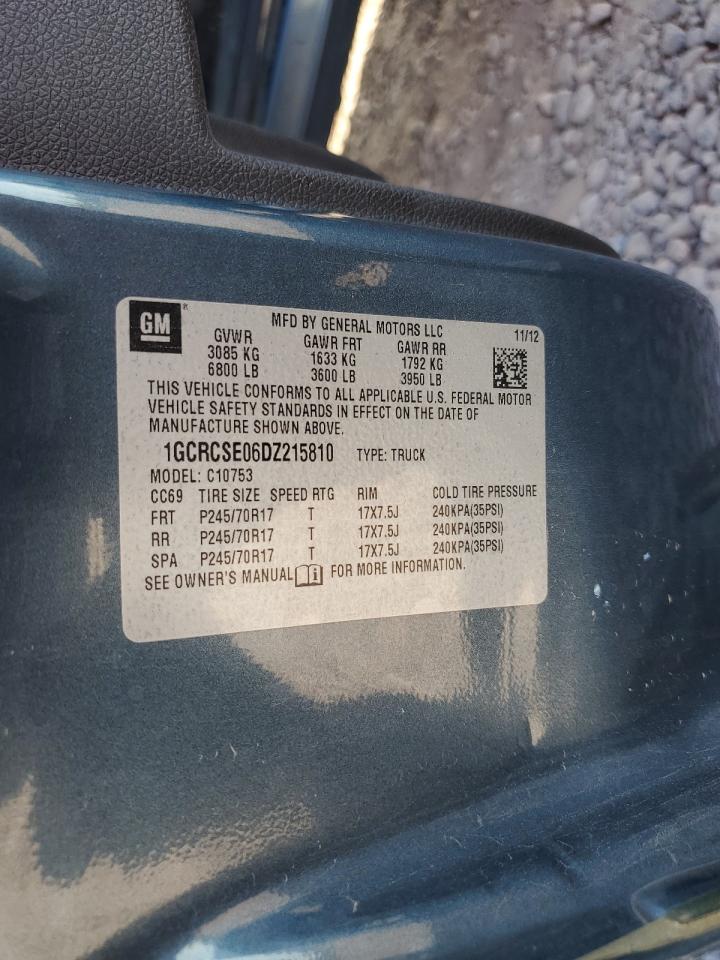 GM ®
MFD BY GENERAL MOTORS LLC 11/12
GVWR GAWR FRT GAWR RR
3085 KG 1633 KG 1792 KG
6800 LB 3600 LB 3950 LB
THIS VEHICLE CONFORMS TO ALL APPLICABLE U.S. FEDERAL MOTOR
VEHICLE SAFETY STANDARDS IN EFFECT ON THE DATE OF
MANUFACTURE SHOWN ABOVE.
1GCRCSE06DZ215810 TYPE: TRUCK
MODEL: C10753
CC69 TIRE SIZE SPEED RTG RIM COLD TIRE PRESSURE
FRT P245/70R17 T 17X7.5J 240KPA(35PSI)
RR P245/70R17 T 17X7.5J 240KPA(35PSI)
SPA P245/70R17 T 17X7.5J 240KPA(35PSI)
SEE OWNER'S MANUAL i FOR MORE INFORMATION.